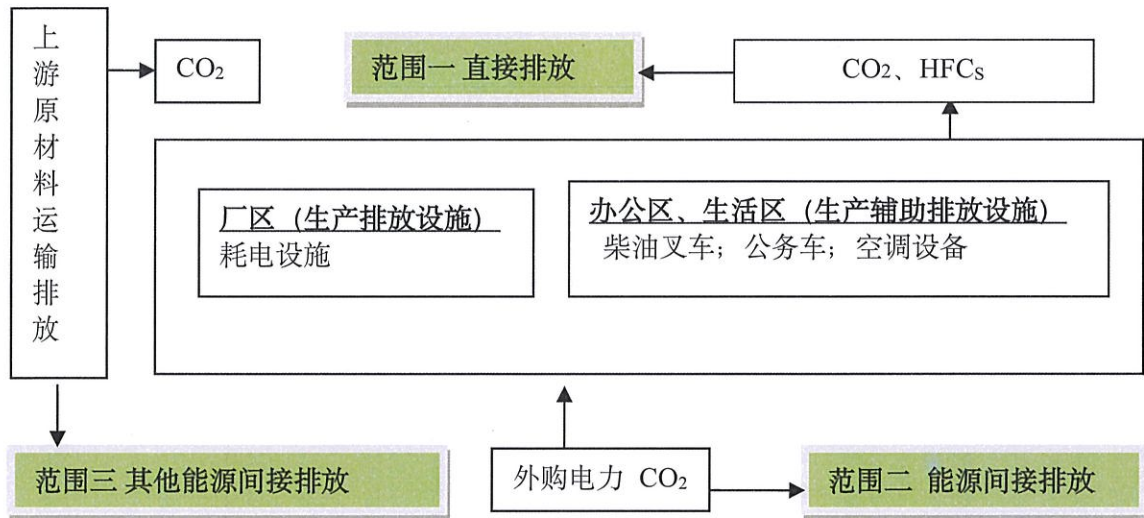 上游原材料运输排放
CO₂
范围一 直接排放
CO₂、HFCs
厂区（生产排放设施）
耗电设施
办公区、生活区（生产辅助排放设施）
柴油叉车；公务车；空调设备
范围三 其他能源间接排放
外购电力 CO₂
范围二 能源间接排放